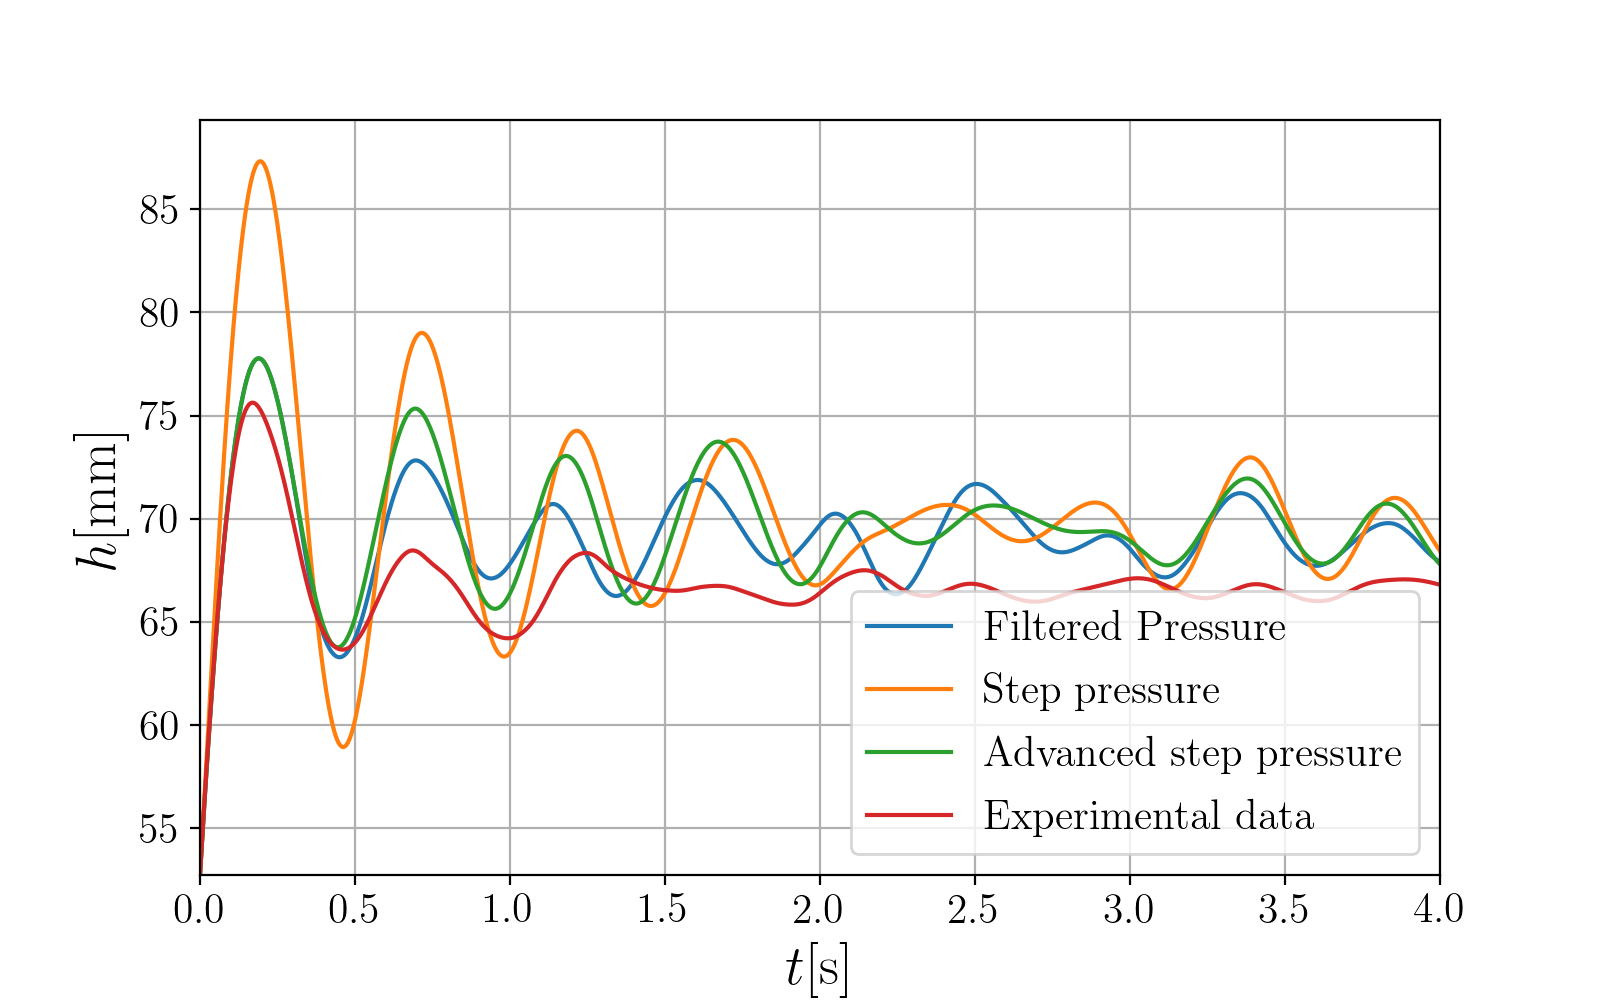 85
80
75
70
65
60
55
h[mm]
0.0 0.5 1.0 1.5 2.0 2.5 3.0 3.5 4.0
t[s]
Filtered Pressure
Step pressure
Advanced step pressure
Experimental data